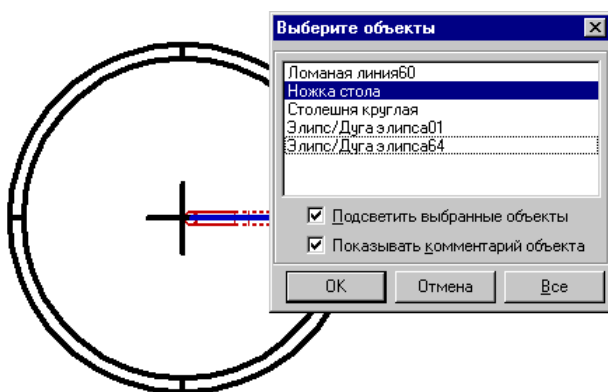 Выберите объекты
Ломаная линия60
Ножка стола
Столешня круглая
Элипс/Дуга элипса01
Элипс/Дуга элипса64
Подсветить выбранные объекты
Показывать комментарий объекта
OK
Отмена
Все